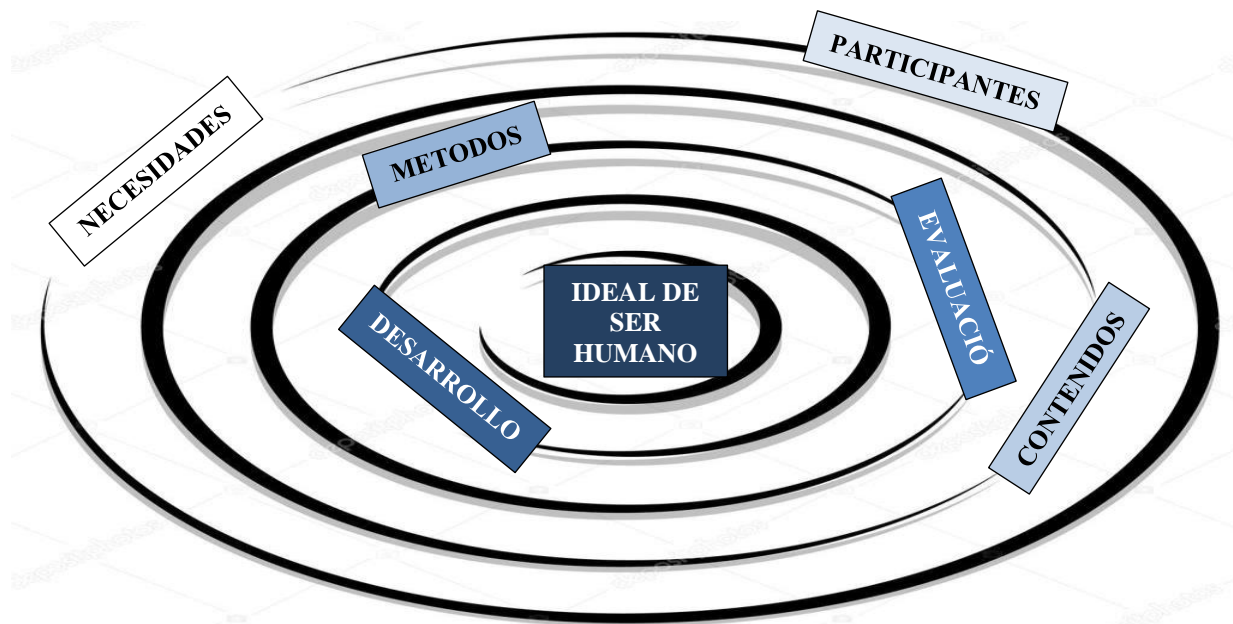 PARTICIPANTES
NECESIDADES
METODOS
EVALUACIÓ
CONTENIDOS
DESARROLLO
IDEAL DE
SER
HUMANO